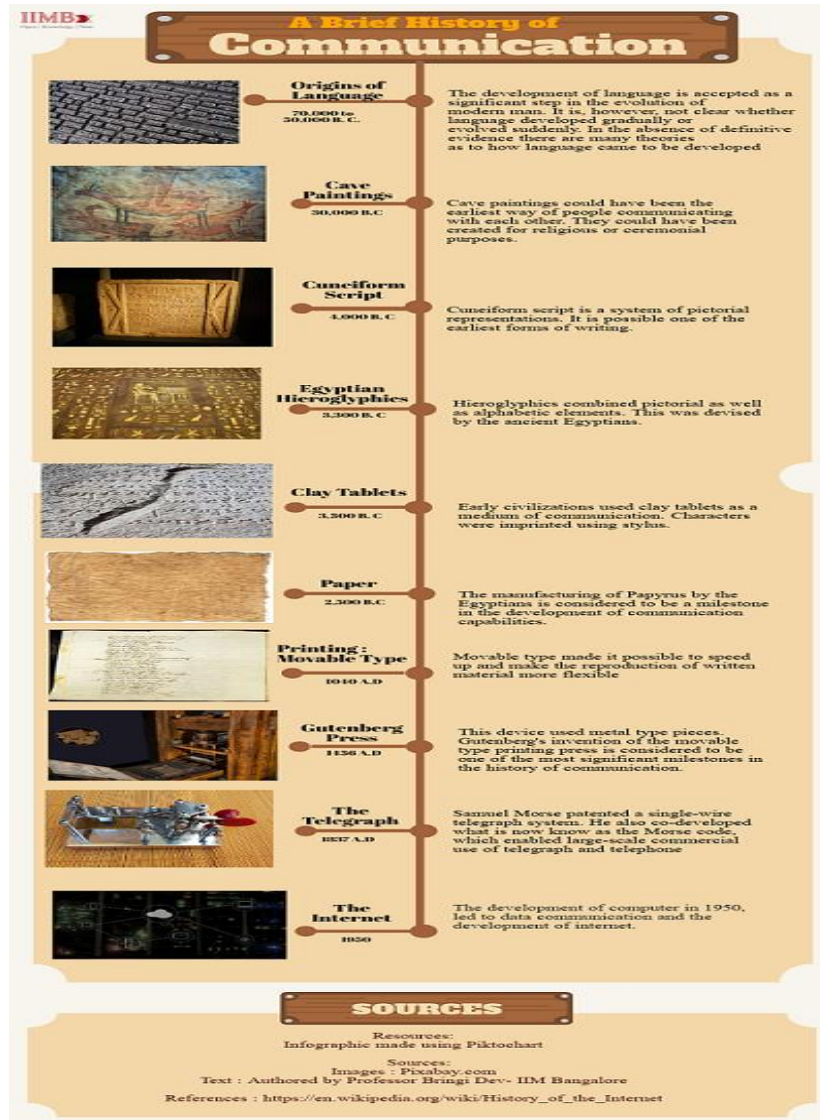 IIMBx
A Brief History of
Communication
Origins of
Language
70,000 to
50,000 B. C.
The development of language is accepted as a
significant step in the evolution of
modern man. It is, however, not clear whether
language developed gradually or
evolved suddenly. In the absence of definitive
evidence there are many theories
as to how language came to be developed
Cave
Paintings
30,000 B.C
Cave paintings could have been the
earliest way of people communicating
with each other. They could have been
created for religious or ceremonial
purposes.
Cuneiform
Script
4,000 B. C
Cuneiform script is a system of pictorial
representations. It is possible one of the
earliest forms of writing.
Egyptian
Hieroglyphics
3,300 B. C
Hieroglyphics combined pictorial as well
as alphabetic elements. This was devised
by the ancient Egyptians.
Clay Tablets
B. C
Early civilizations used clay tablets as a
medium of communication. Characters
were imprinted using stylus.
Paper
B.C
The manufacturing of Papyrus by the
Egyptians is considered to be a milestone
in the development of communication
capabilities.
Printing :
Movable Type
1040 A.D
Movable type made it possible to speed
up and make the reproduction of written
material more flexible
Gutenberg
Press
A.D
This device used metal type pieces.
Gutenberg's invention of the movable
type printing press is considered to be
one of the most significant milestones in
the history of communication.
The
Telegraph
1837 A.D
Samuel Morse patented a single-wire
telegraph system. He also co-developed
what is now know as the Morse code,
which enabled large-scale commercial
use of telegraph and telephone
The
Internet
1950
The development of computer in 1950,
led to data communication and the
development of internet.
SOURCES
Resources:
Infographic made using Piktochart
Sources:
Images : Pixabay.com
Text : Authored by Professor Bringi Dev- IIM Bangalore
References : https://en.wikipedia.org/wiki/History_of_the_Internet